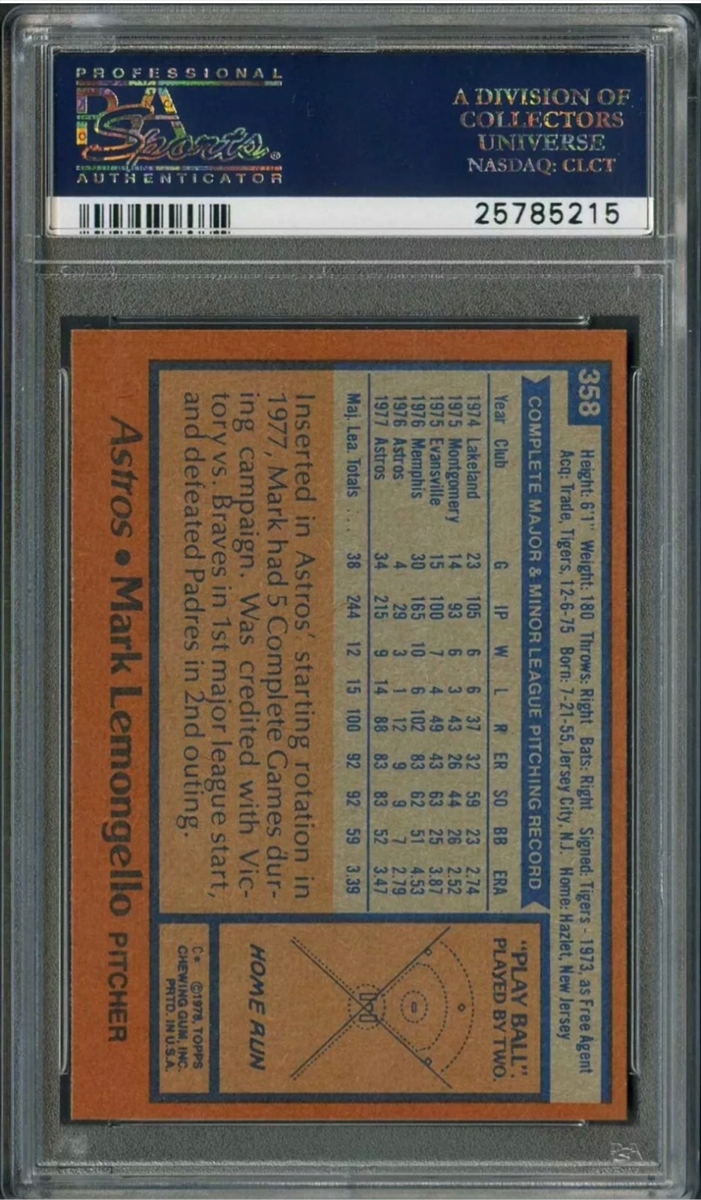 PROFESSIONAL
PSA
Sports®
AUTHENTICATOR
A DIVISION OF
COLLECTORS
UNIVERSE
NASDAQ: CLCT
25785215
358
Height: 6'1" Weight: 180 Throws: Right Bats: Right Signed: Tigers - 1973, as Free Agent
Acq: Trade, Tigers, 12-6-75 Born: 7-21-55, Jersey City, N.J. Home: Hazlet, New Jersey
COMPLETE MAJOR & MINOR LEAGUE PITCHING RECORD
Year Club G IP W L R ER SO BB ERA
1974 Lakeland 23 105 6 6 37 32 59 23 2.74
1975 Montgomery 14 93 6 3 43 26 44 26 2.52
1975 Evansville 15 100 7 4 49 43 63 25 3.87
1976 Memphis 30 165 10 6 102 83 62 51 4.53
1976 Astros 4 29 3 1 12 9 9 7 2.79
1977 Astros 34 215 9 14 88 83 83 52 3.47
Maj. Lea. Totals .... 38 244 12 15 100 92 92 59 3.39
Inserted in Astros' starting rotation in
1977, Mark had 5 Complete Games dur-
ing campaign. Was credited with Vic-
tory vs. Braves in 1st major league start,
and defeated Padres in 2nd outing.
"PLAY BALL".
PLAYED BY TWO.
HOME RUN
C* ©1978 TOPPS
CHEWING GUM, INC.
PRTD. IN U.S.A.
Astros • Mark Lemongello PITCHER
PSA